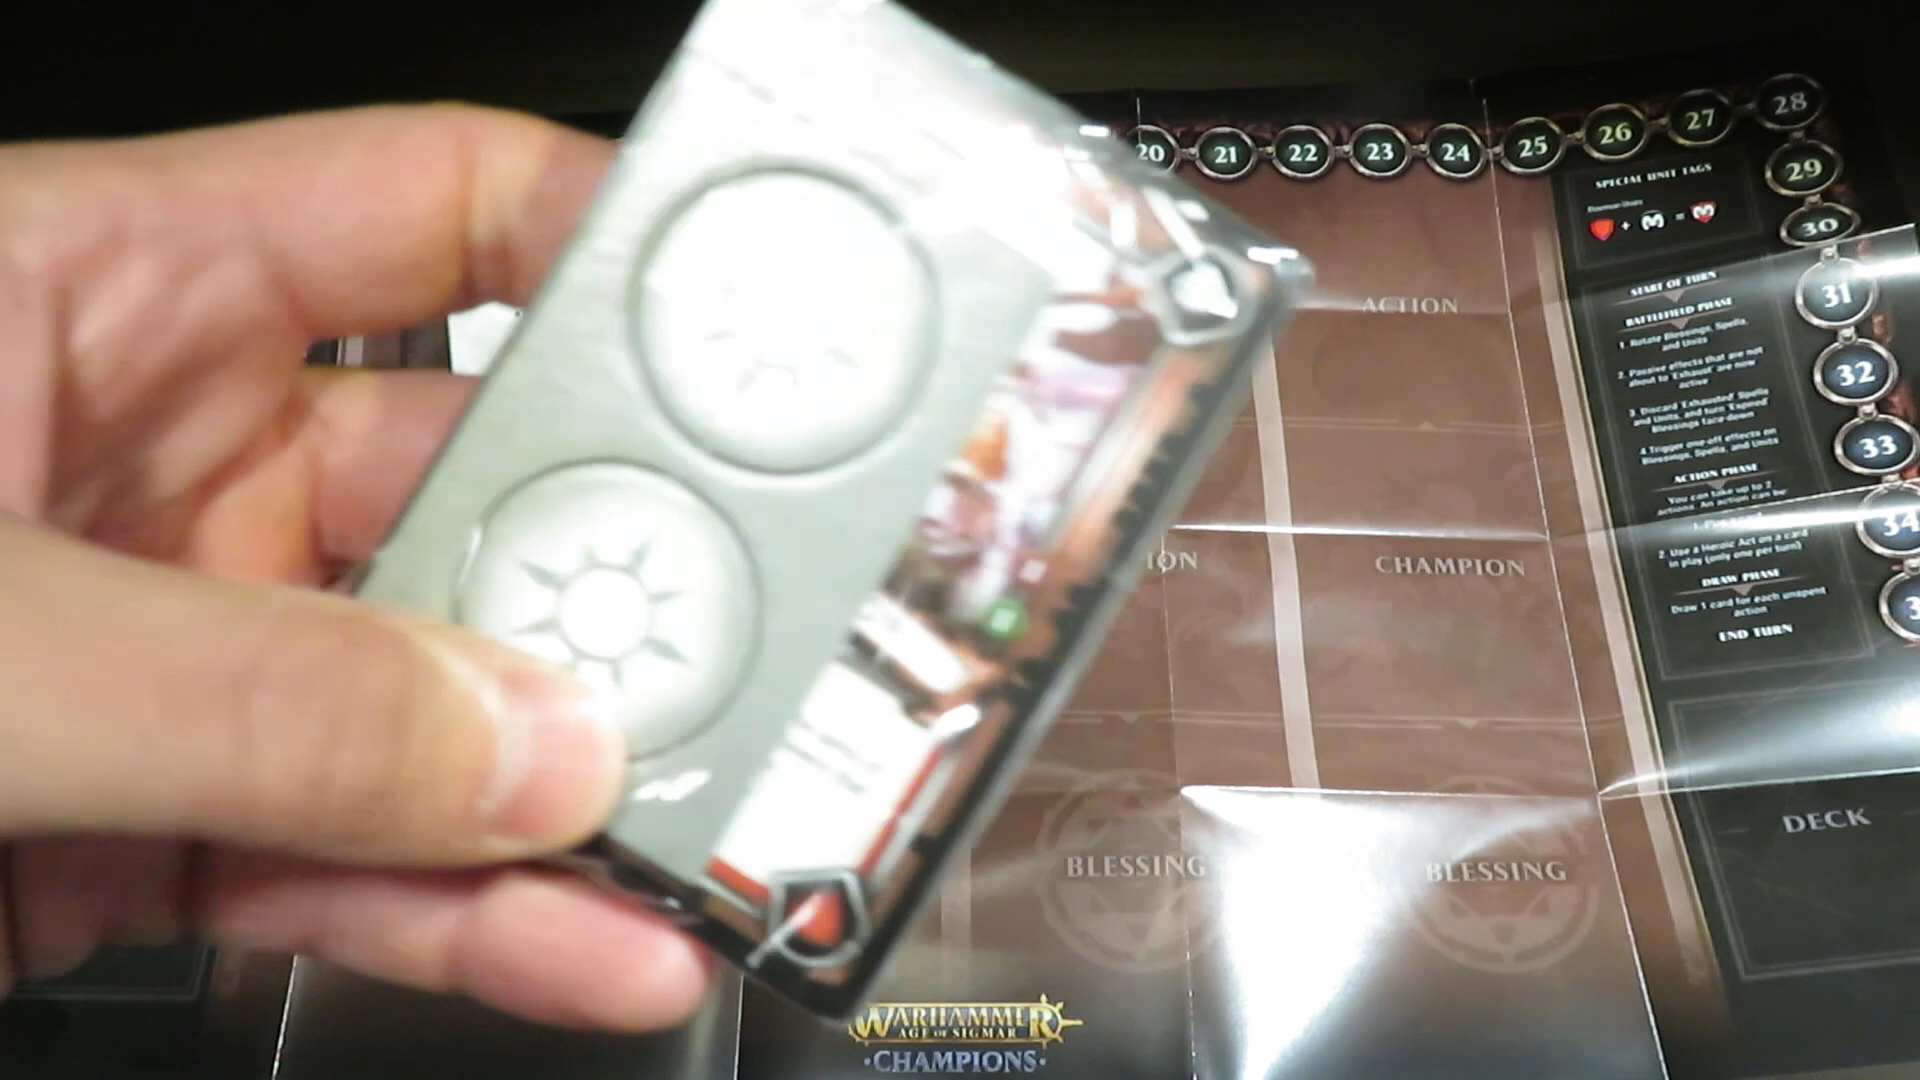 20 21 22 23 24 25 26 27 28
29
30
31
32
33
34
3
SPECIAL UNIT TAGS
Daemon Units
+ =
START OF TURN
BATTLEFIELD PHASE
1. Rotate Blessings, Spells,
and Units
2. Passive effects that are not
about to 'Exhaust' are now
active
3. Discard 'Exhausted' Spells
and Units, and turn 'Expired'
Blessings face down
4. Trigger one-off effects on
Blessings, Spells, and Units
ACTION PHASE
You can take up to 2
actions. An action can be:
2. Use a Heroic Act on a card
in play (only one per turn)
DRAW PHASE
Draw 1 card for each unspent
action
END TURN
ACTION
ION
CHAMPION
BLESSING
BLESSING
DECK
WARHAMMER
AGE OF SIGMAR
·CHAMPIONS·